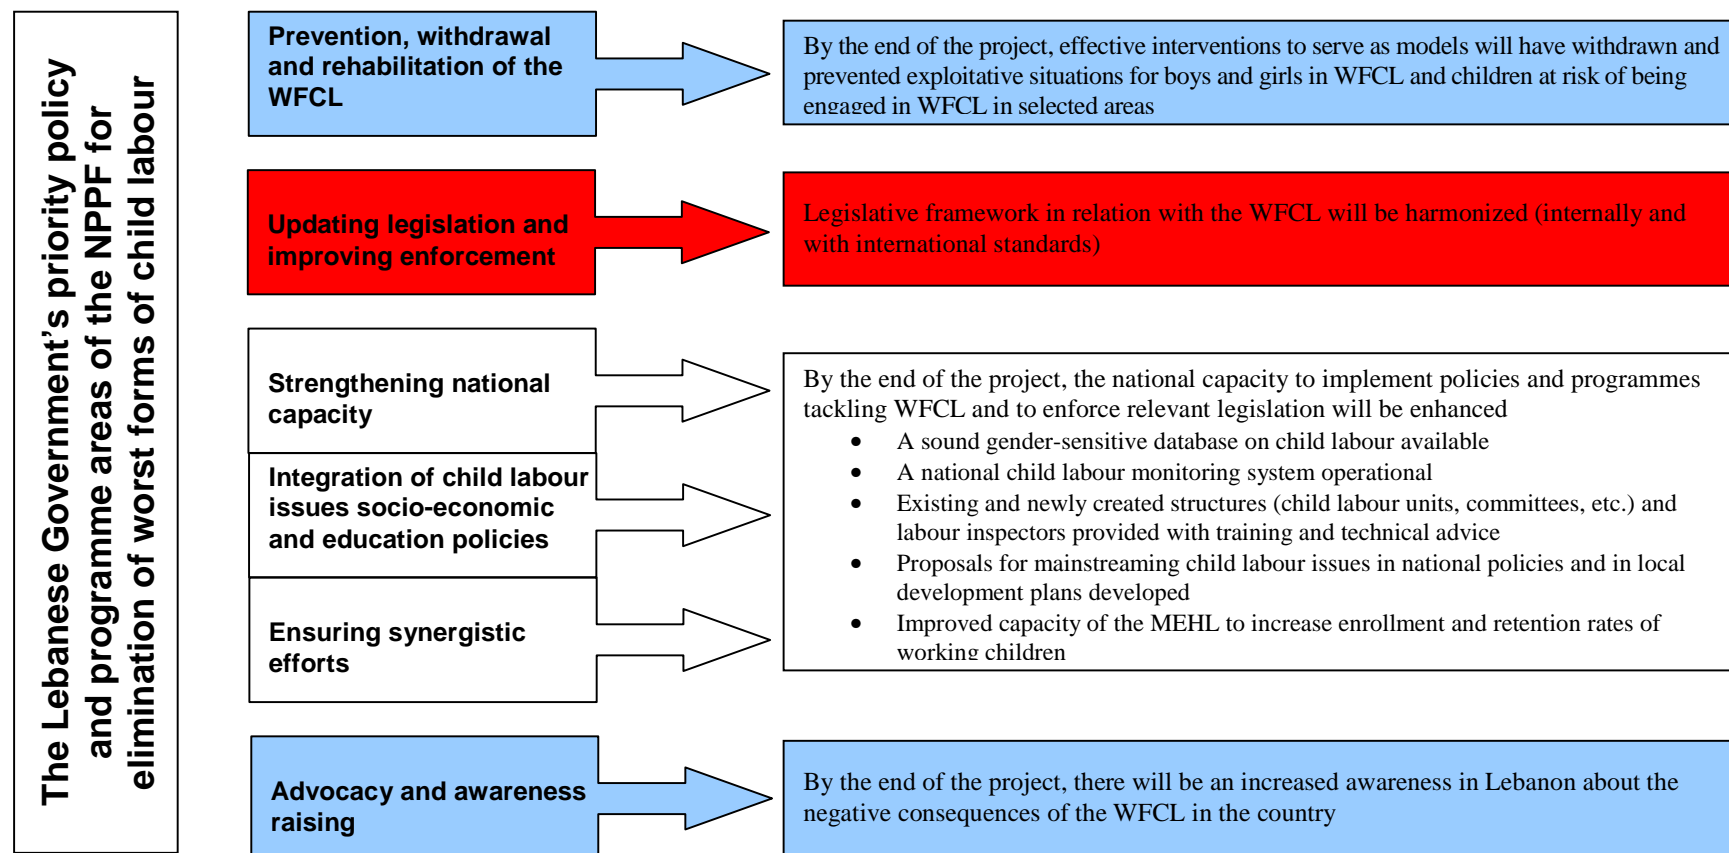 The Lebanese Government's priority policy
and programme areas of the NPPF for
elimination of worst forms of child labour
Prevention, withdrawal
and rehabilitation of the
WFCL
By the end of the project, effective interventions to serve as models will have withdrawn and
prevented exploitative situations for boys and girls in WFCL and children at risk of being
engaged in WFCL in selected areas
Updating legislation and
improving enforcement
Legislative framework in relation with the WFCL will be harmonized (internally and
with international standards)
Strengthening national
capacity
Integration of child labour
issues socio-economic
and education policies
Ensuring synergistic
efforts
By the end of the project, the national capacity to implement policies and programmes
tackling WFCL and to enforce relevant legislation will be enhanced
• A sound gender-sensitive database on child labour available
• A national child labour monitoring system operational
• Existing and newly created structures (child labour units, committees, etc.) and
labour inspectors provided with training and technical advice
• Proposals for mainstreaming child labour issues in national policies and in local
development plans developed
• Improved capacity of the MEHL to increase enrollment and retention rates of
working children
Advocacy and awareness
raising
By the end of the project, there will be an increased awareness in Lebanon about the
negative consequences of the WFCL in the country